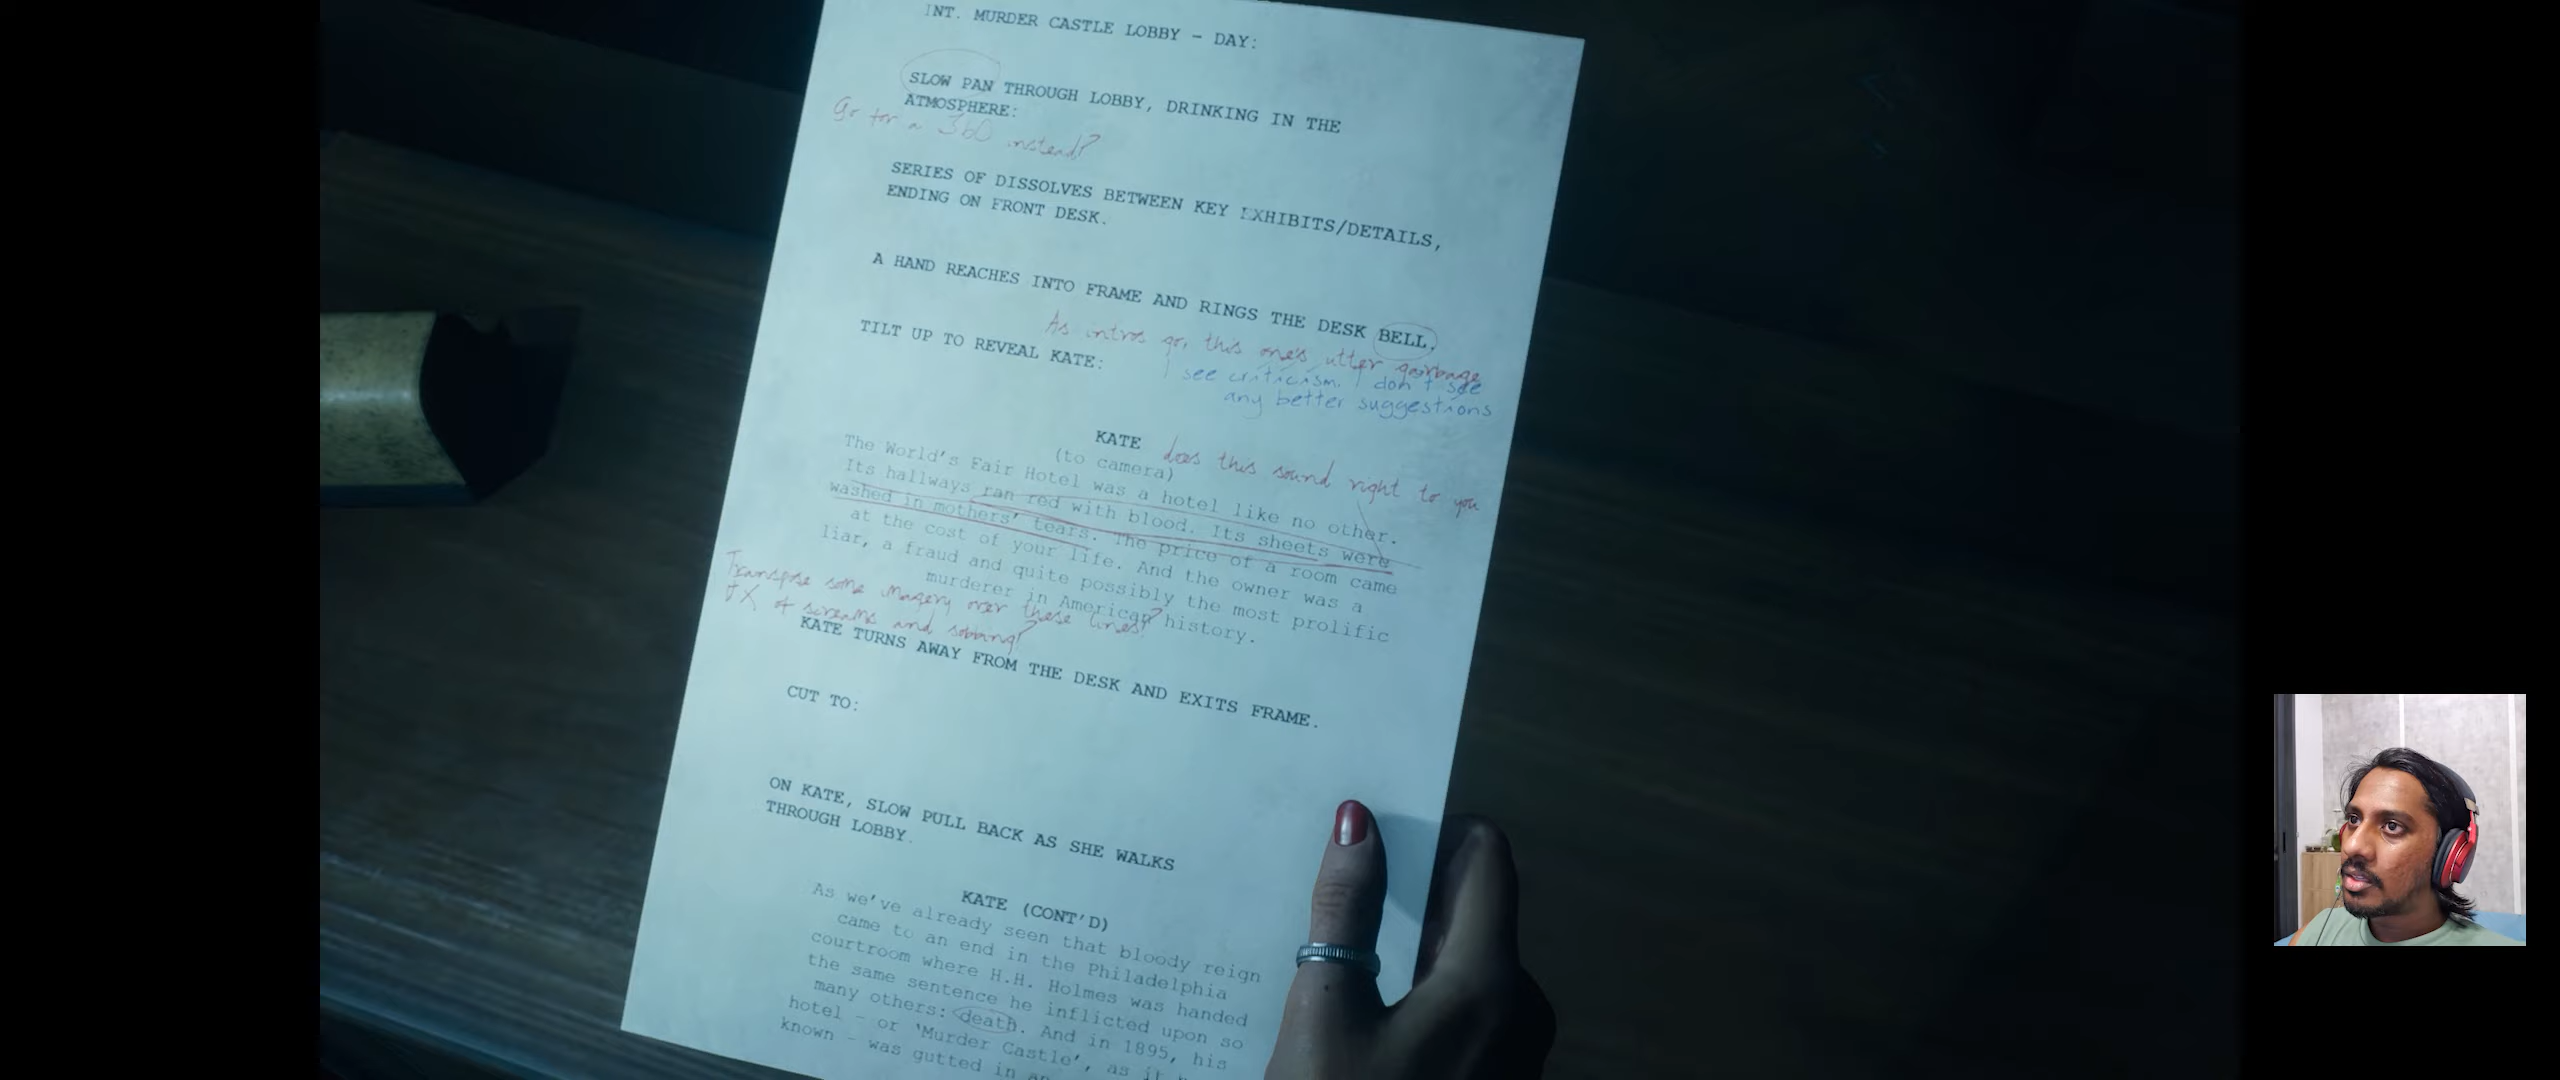 INT. MURDER CASTLE LOBBY - DAY:
SLOW PAN THROUGH LOBBY, DRINKING IN THE
ATMOSPHERE:
Go for a 360 instead?
SERIES OF DISSOLVES BETWEEN KEY EXHIBITS/DETAILS,
ENDING ON FRONT DESK.
A HAND REACHES INTO FRAME AND RINGS THE DESK BELL,
As intros go, this one's utter garbage
TILT UP TO REVEAL KATE:
I see criticism. I don't see
any better suggestions
KATE
does this sound right to you
(to camera)
The World's Fair Hotel was a hotel like no other.
Its hallways ran red with blood. Its sheets were
washed in mothers' tears. The price of a room came
at the cost of your life. And the owner was a
liar, a fraud and quite possibly the most prolific
murderer in American history.
Transpose some imagery over these lines?
FX of screams and sobbing?
KATE TURNS AWAY FROM THE DESK AND EXITS FRAME.
CUT TO:
ON KATE, SLOW PULL BACK AS SHE WALKS
THROUGH LOBBY.
KATE (CONT'D)
As we've already seen that bloody reign
came to an end in the Philadelphia
courtroom where H.H. Holmes was handed
the same sentence he inflicted upon so
many others: death. And in 1895, his
hotel - or 'Murder Castle', as it
known - was gutted in an